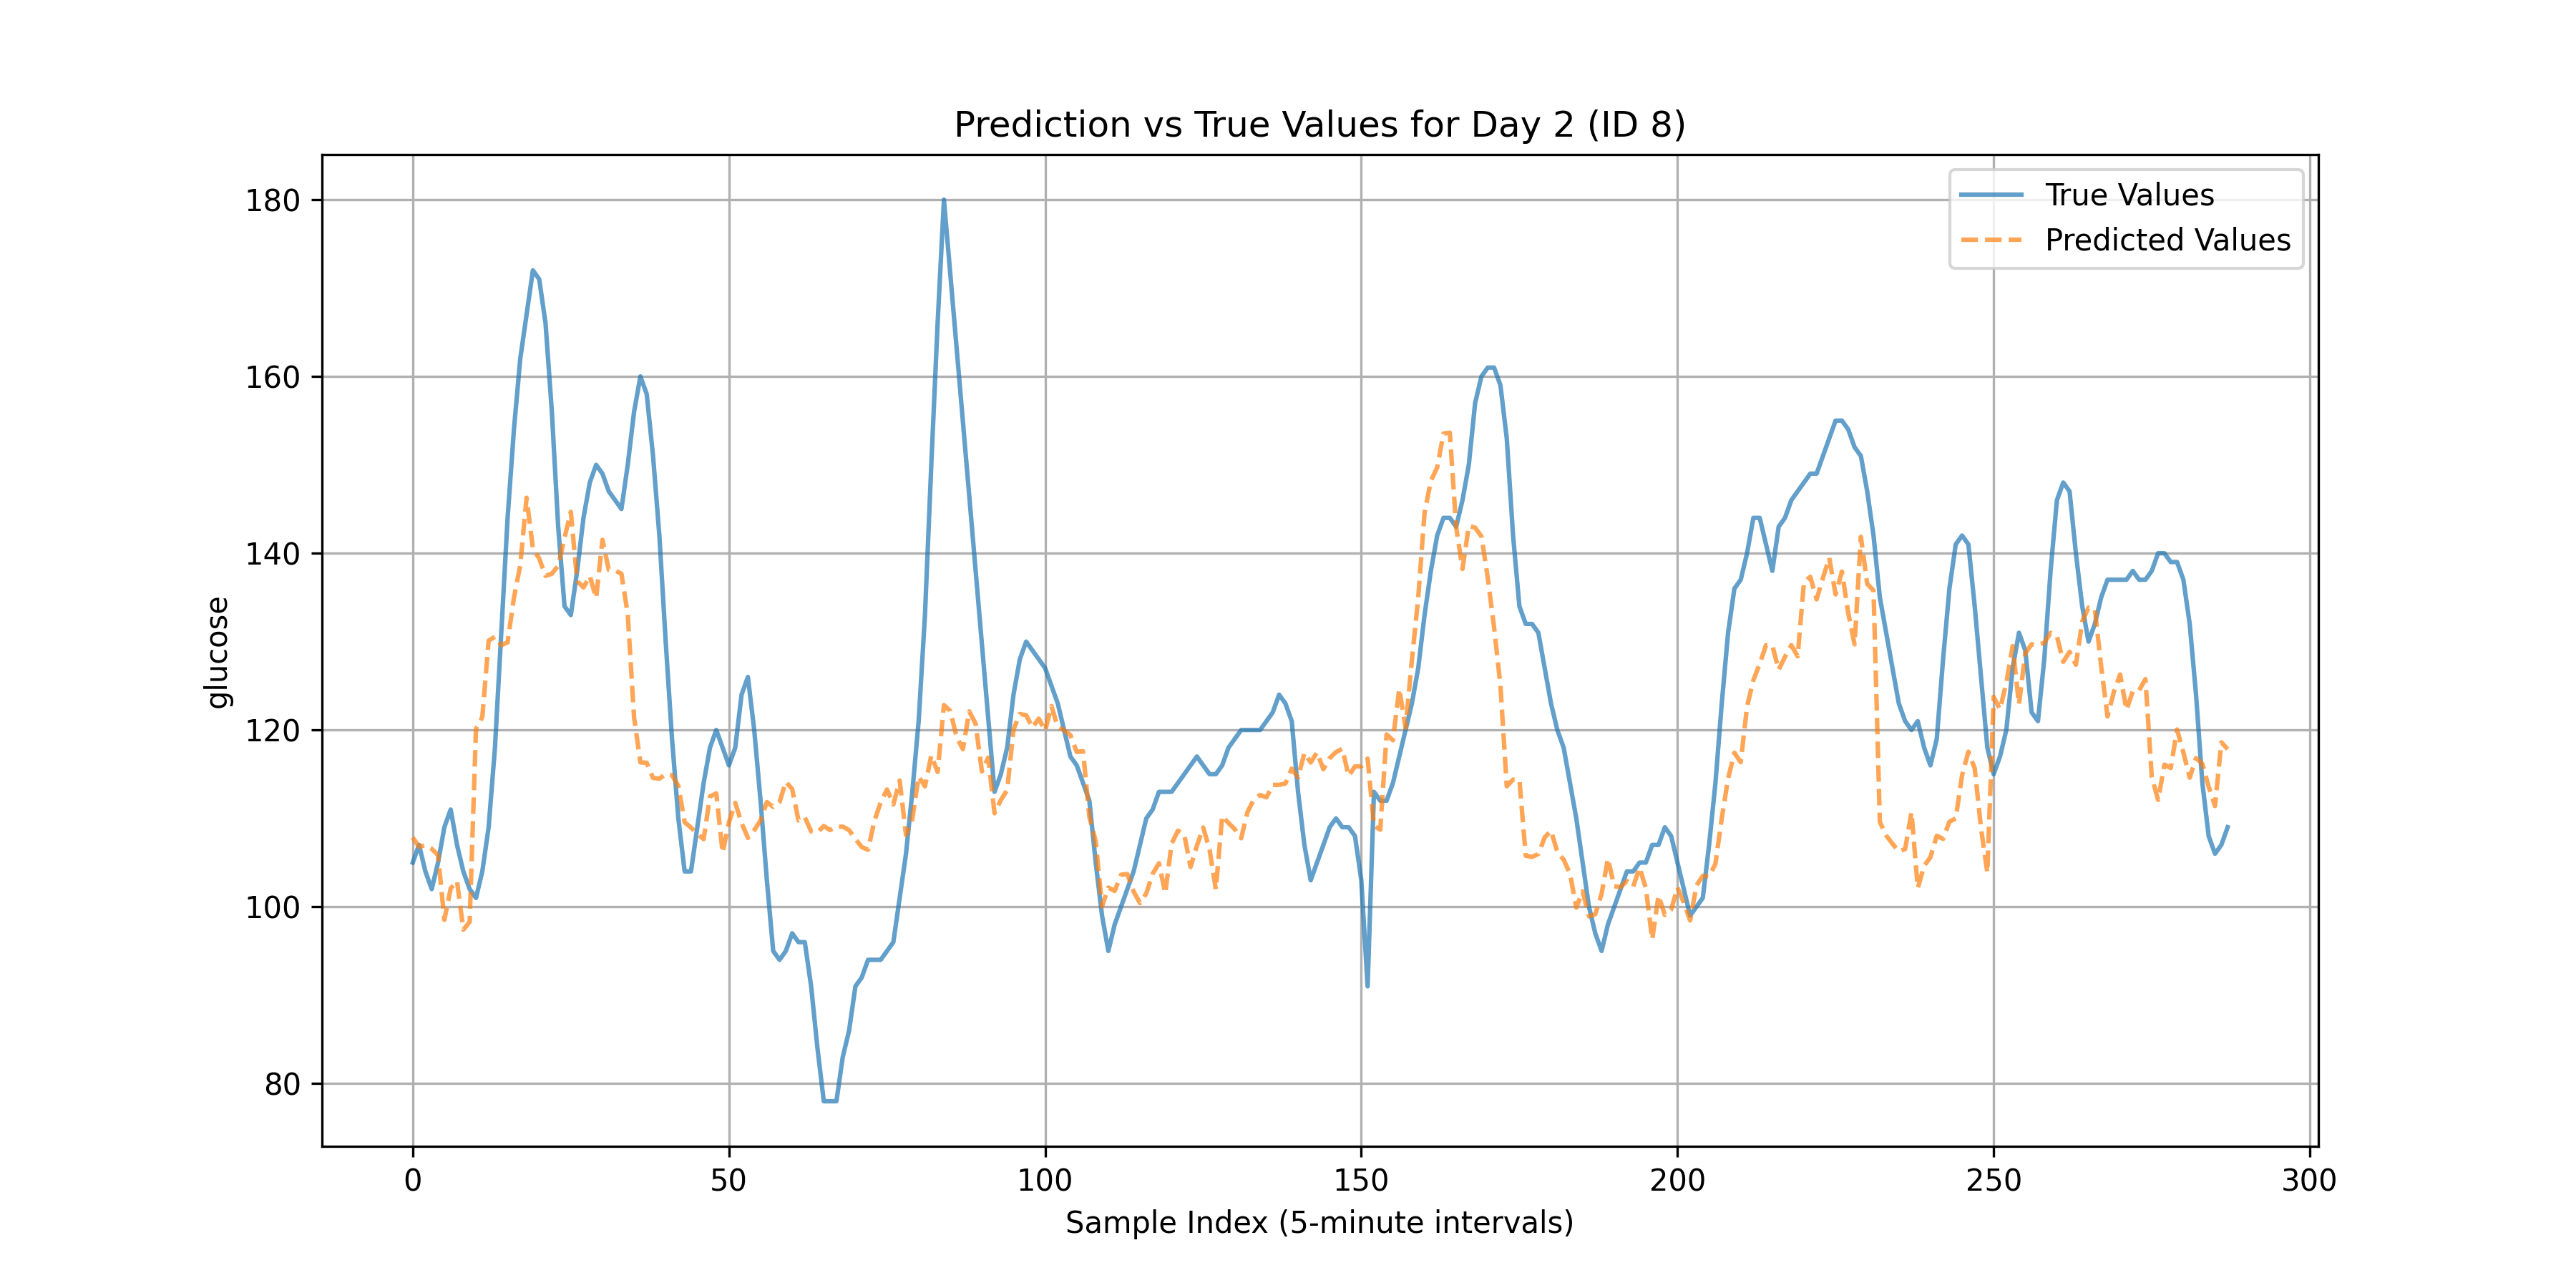 Prediction vs True Values for Day 2 (ID 8)
True Values
Predicted Values
glucose
180
160
140
120
100
80
0 50 100 150 200 250 300
Sample Index (5-minute intervals)